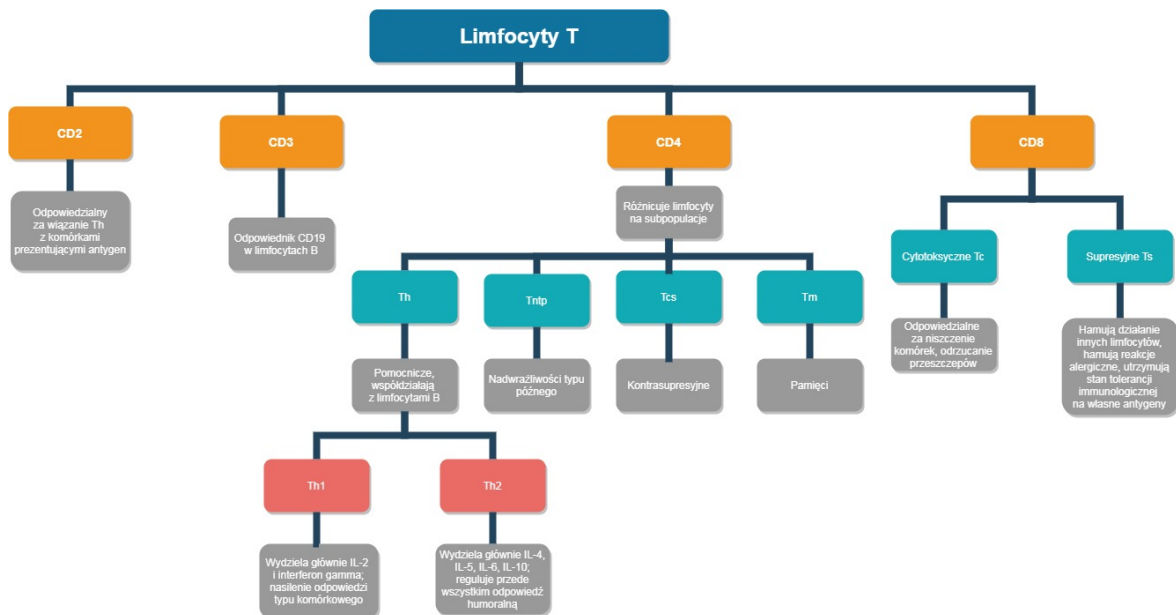 Limfocyty T
CD2
CD3
CD4
CD8
Odpowiedzialny
za wiązanie Th
z komórkami
prezentującymi antygen
Odpowiednik CD19
w limfocytach B
Różnicuje limfocyty
na subpopulacje
Cytotoksyczne Tc
Supresyjne Ts
Th
Tntp
Tcs
Tm
Odpowiedzialne
za niszczenie
komórek, odrzucanie
przeszczepów
Hamują działanie
innych limfocytów,
hamują reakcje
alergiczne, utrzymują
stan tolerancji
immunologicznej
na własne antygeny
Pomocnicze,
współdziałają
z limfocytami B
Nadwrażliwości typu
późnego
Kontrasupresyjne
Pamięci
Th1
Th2
Wydziela głównie IL-2
i interferon gamma;
nasilenie odpowiedzi
typu komórkowego
Wydziela głównie IL-4,
IL-5, IL-6, IL-10;
reguluje przede
wszystkim odpowiedź
humoralną